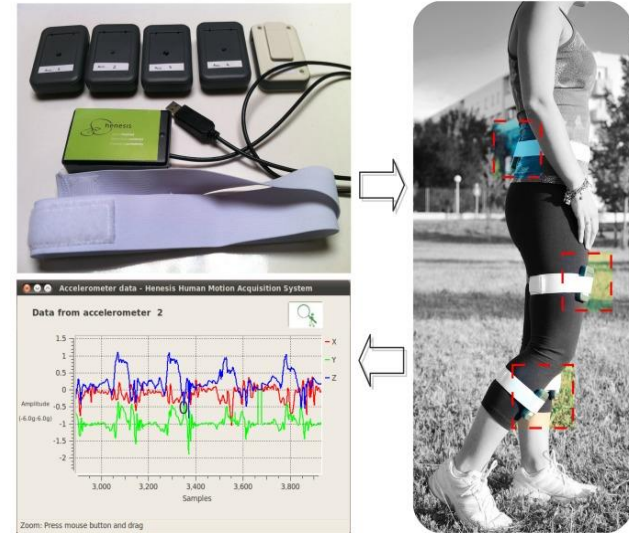 henesis
Accelerometer data - Henesis Human Motion Acquisition System
Data from accelerometer 2
X
Y
Z
1.5
1
0.5
0
-0.5
-1
-1.5
-2
Amplitude
(-6.0g-6.0g)
3,000
3,200
3,400
3,600
3,800
Samples
Zoom: Press mouse button and drag